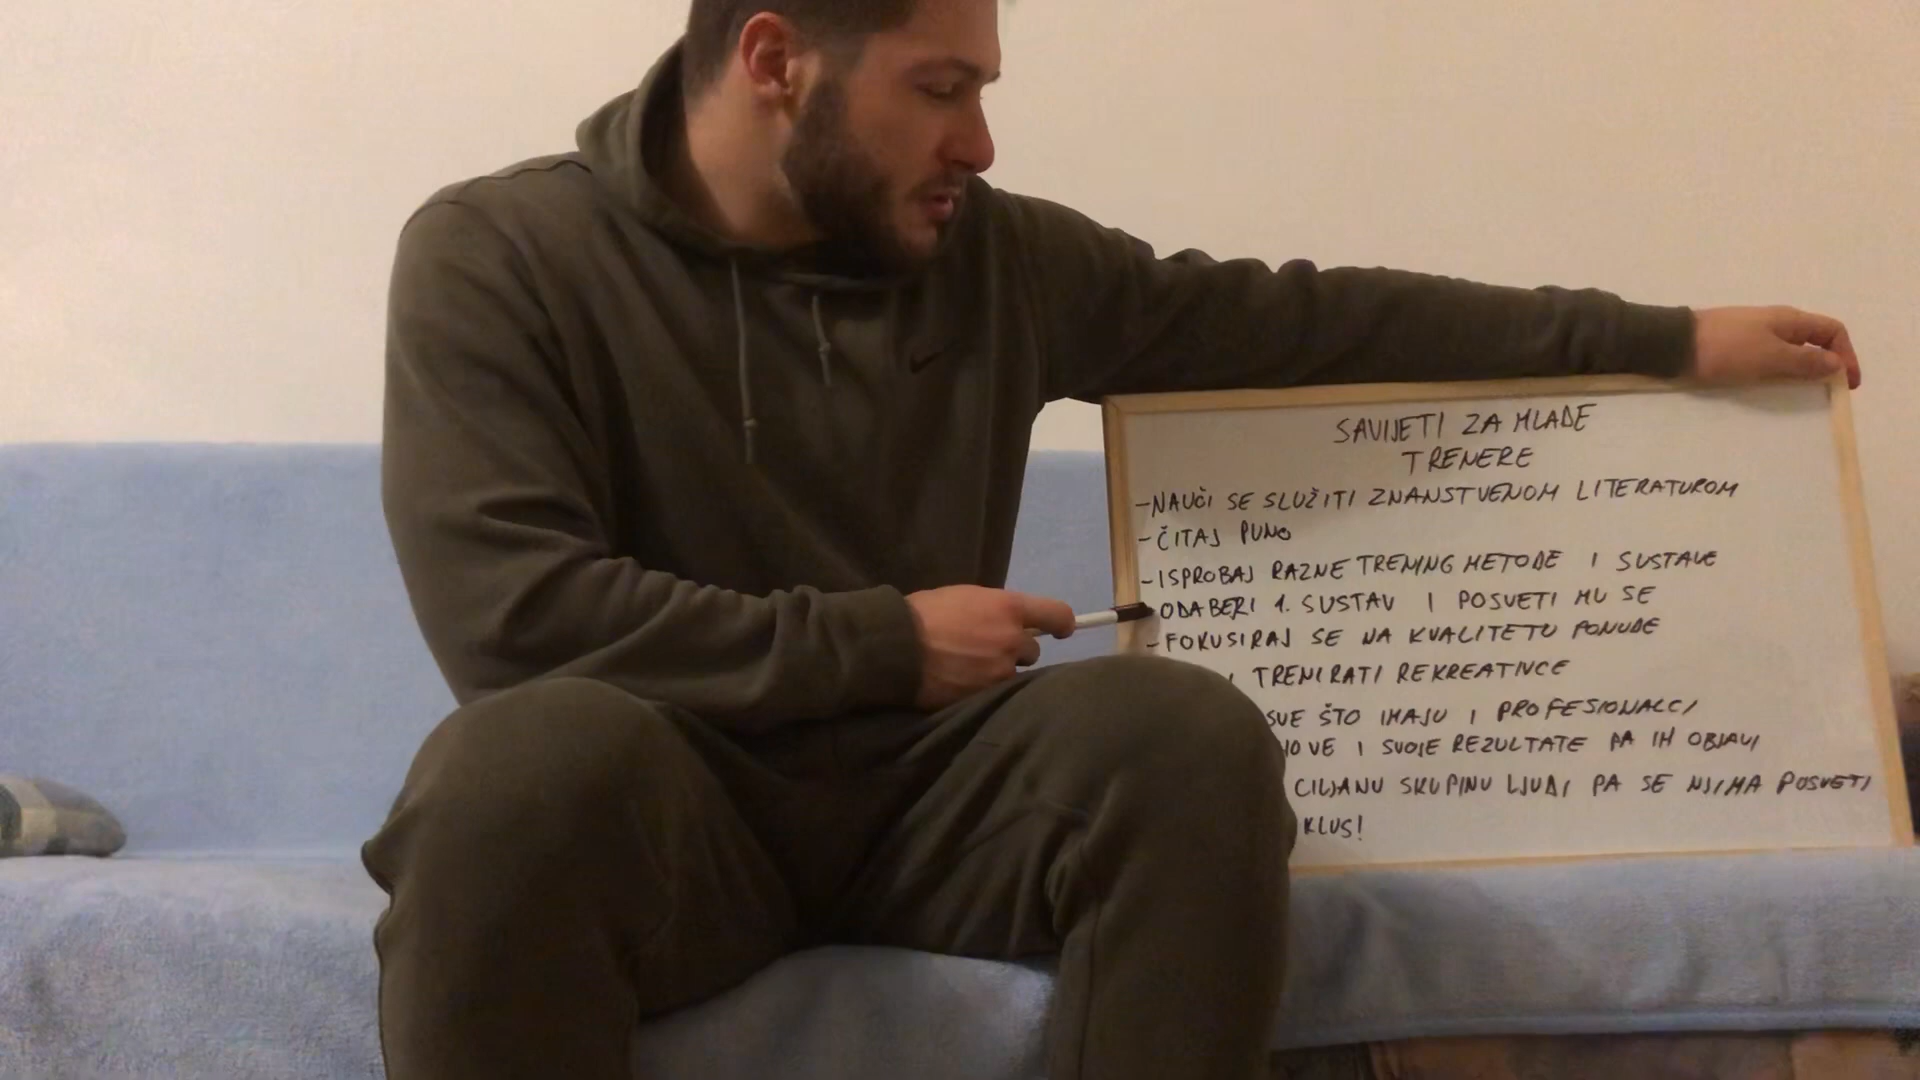 SAVIJETI ZA MLADE
TRENERE
-NAUČI SE SLUŽITI ZNANSTVENOM LITERATUROM
-ČITAJ PUNO
-ISPROBAJ RAZNE TRENING METODE I SUSTAVE
ODABERI 1. SUSTAV I POSVETI MU SE
-FOKUSIRAJ SE NA KVALITETU PONUDE
TRENIRATI REKREATIVCE
SVE ŠTO IMAJU I PROFESIONALCI
I SVOJE REZULTATE PA IH OBJAVI
CILJANU SKUPINU LJUDI PA SE NJIMA POSVETI